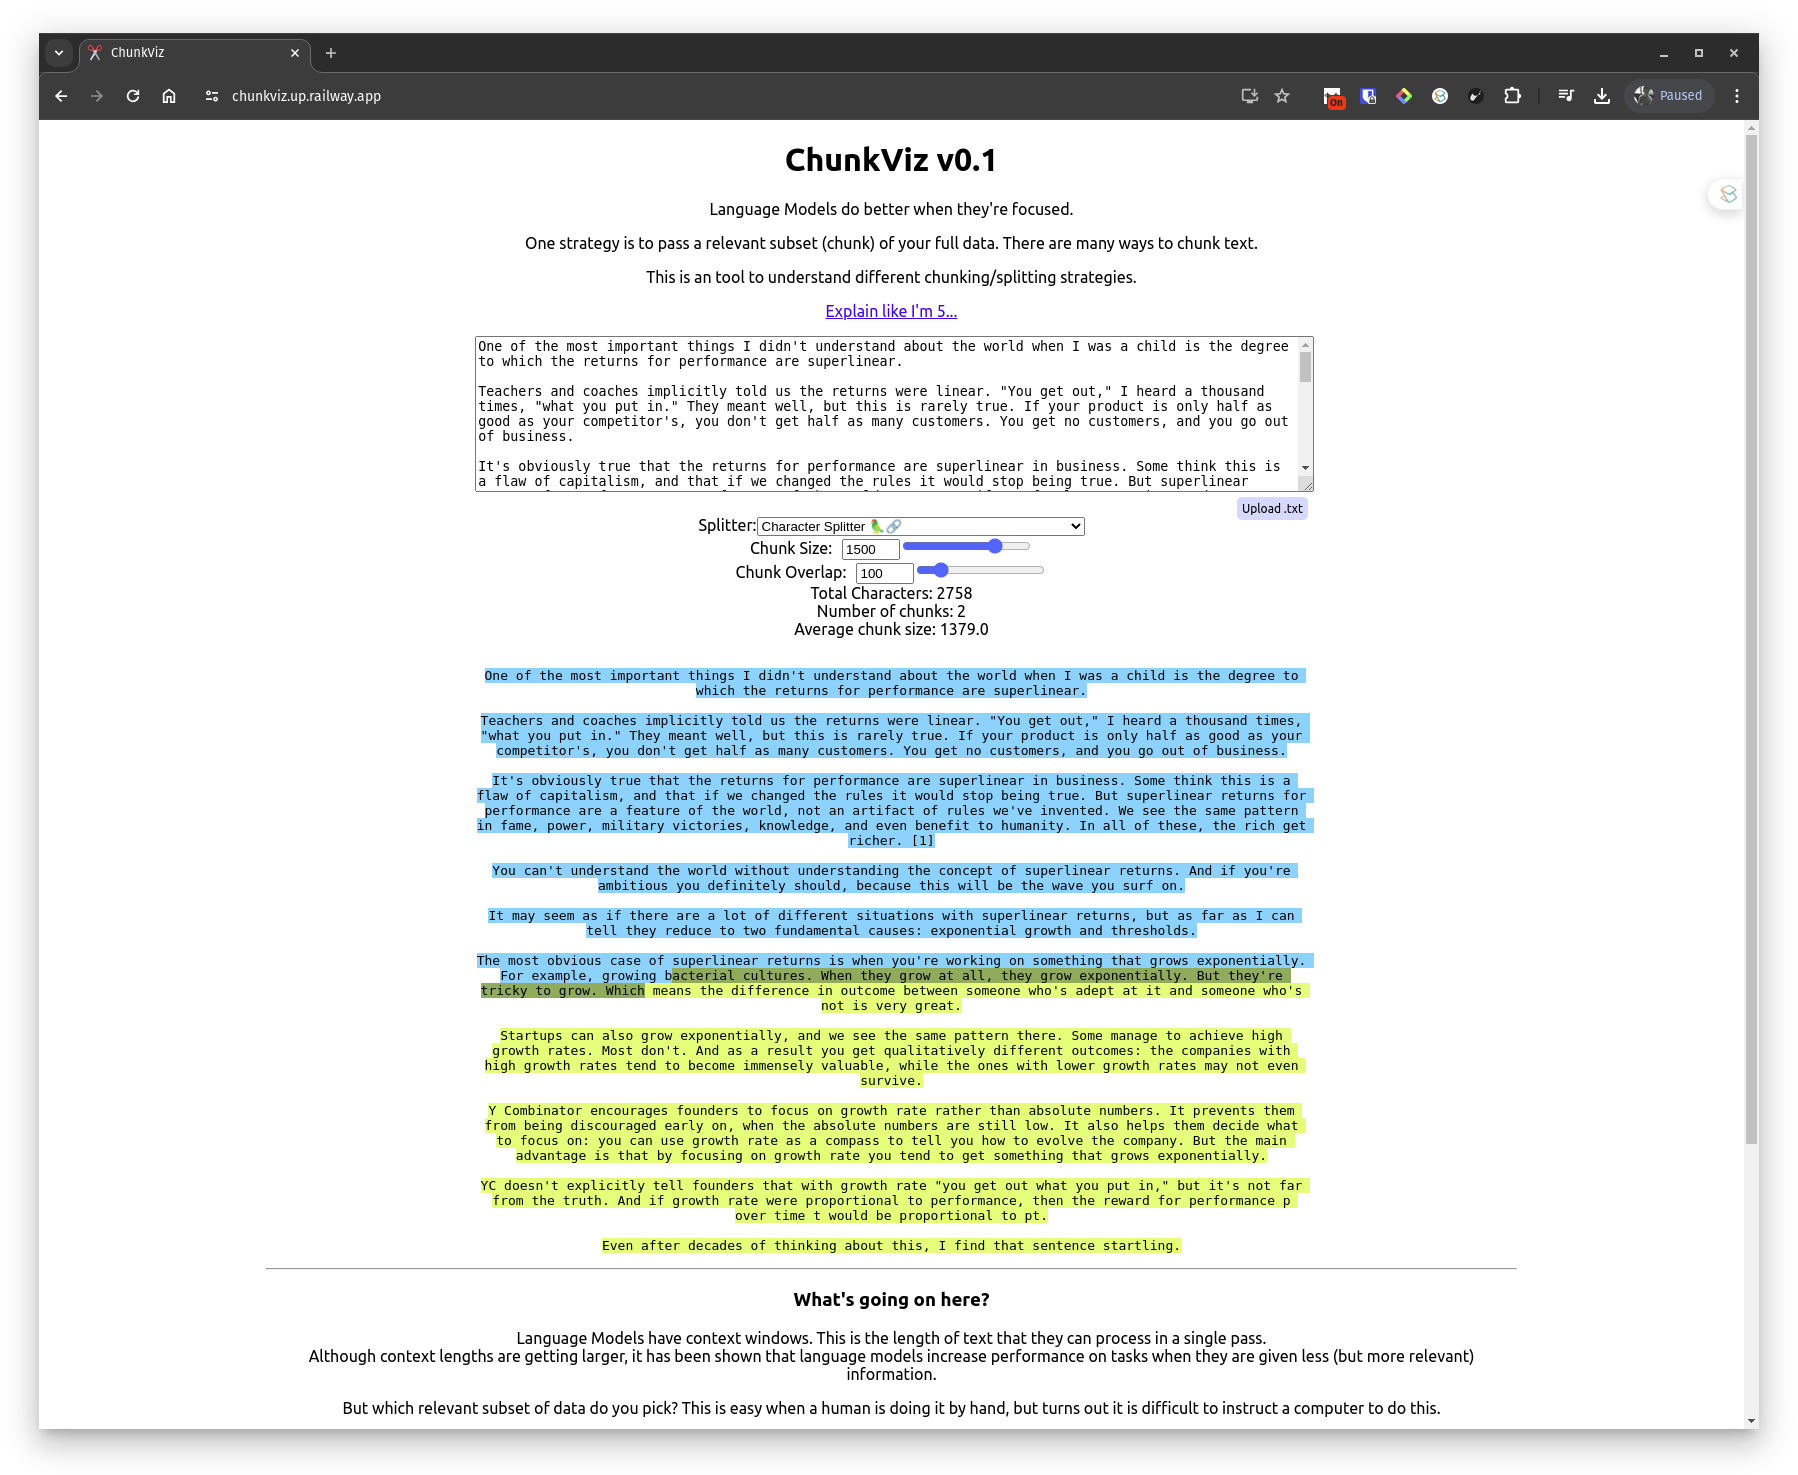 ChunkViz
chunkviz.up.railway.app
On
Paused
ChunkViz v0.1
Language Models do better when they're focused.
One strategy is to pass a relevant subset (chunk) of your full data. There are many ways to chunk text.
This is an tool to understand different chunking/splitting strategies.
Explain like I'm 5...
One of the most important things I didn't understand about the world when I was a child is the degree
to which the returns for performance are superlinear.
Teachers and coaches implicitly told us the returns were linear. "You get out," I heard a thousand
times, "what you put in." They meant well, but this is rarely true. If your product is only half as
good as your competitor's, you don't get half as many customers. You get no customers, and you go out
of business.
It's obviously true that the returns for performance are superlinear in business. Some think this is
a flaw of capitalism, and that if we changed the rules it would stop being true. But superlinear
Upload .txt
Splitter: Character Splitter 🦜🔗
Chunk Size: 1500
Chunk Overlap: 100
Total Characters: 2758
Number of chunks: 2
Average chunk size: 1379.0
One of the most important things I didn't understand about the world when I was a child is the degree to
which the returns for performance are superlinear.
Teachers and coaches implicitly told us the returns were linear. "You get out," I heard a thousand times,
"what you put in." They meant well, but this is rarely true. If your product is only half as good as your
competitor's, you don't get half as many customers. You get no customers, and you go out of business.
It's obviously true that the returns for performance are superlinear in business. Some think this is a
flaw of capitalism, and that if we changed the rules it would stop being true. But superlinear returns for
performance are a feature of the world, not an artifact of rules we've invented. We see the same pattern
in fame, power, military victories, knowledge, and even benefit to humanity. In all of these, the rich get
richer. [1]
You can't understand the world without understanding the concept of superlinear returns. And if you're
ambitious you definitely should, because this will be the wave you surf on.
It may seem as if there are a lot of different situations with superlinear returns, but as far as I can
tell they reduce to two fundamental causes: exponential growth and thresholds.
The most obvious case of superlinear returns is when you're working on something that grows exponentially.
For example, growing bacterial cultures. When they grow at all, they grow exponentially. But they're
tricky to grow. Which means the difference in outcome between someone who's adept at it and someone who's
not is very great.
Startups can also grow exponentially, and we see the same pattern there. Some manage to achieve high
growth rates. Most don't. And as a result you get qualitatively different outcomes: the companies with
high growth rates tend to become immensely valuable, while the ones with lower growth rates may not even
survive.
Y Combinator encourages founders to focus on growth rate rather than absolute numbers. It prevents them
from being discouraged early on, when the absolute numbers are still low. It also helps them decide what
to focus on: you can use growth rate as a compass to tell you how to evolve the company. But the main
advantage is that by focusing on growth rate you tend to get something that grows exponentially.
YC doesn't explicitly tell founders that with growth rate "you get out what you put in," but it's not far
from the truth. And if growth rate were proportional to performance, then the reward for performance p
over time t would be proportional to pt.
Even after decades of thinking about this, I find that sentence startling.
What's going on here?
Language Models have context windows. This is the length of text that they can process in a single pass.
Although context lengths are getting larger, it has been shown that language models increase performance on tasks when they are given less (but more relevant)
information.
But which relevant subset of data do you pick? This is easy when a human is doing it by hand, but turns out it is difficult to instruct a computer to do this.